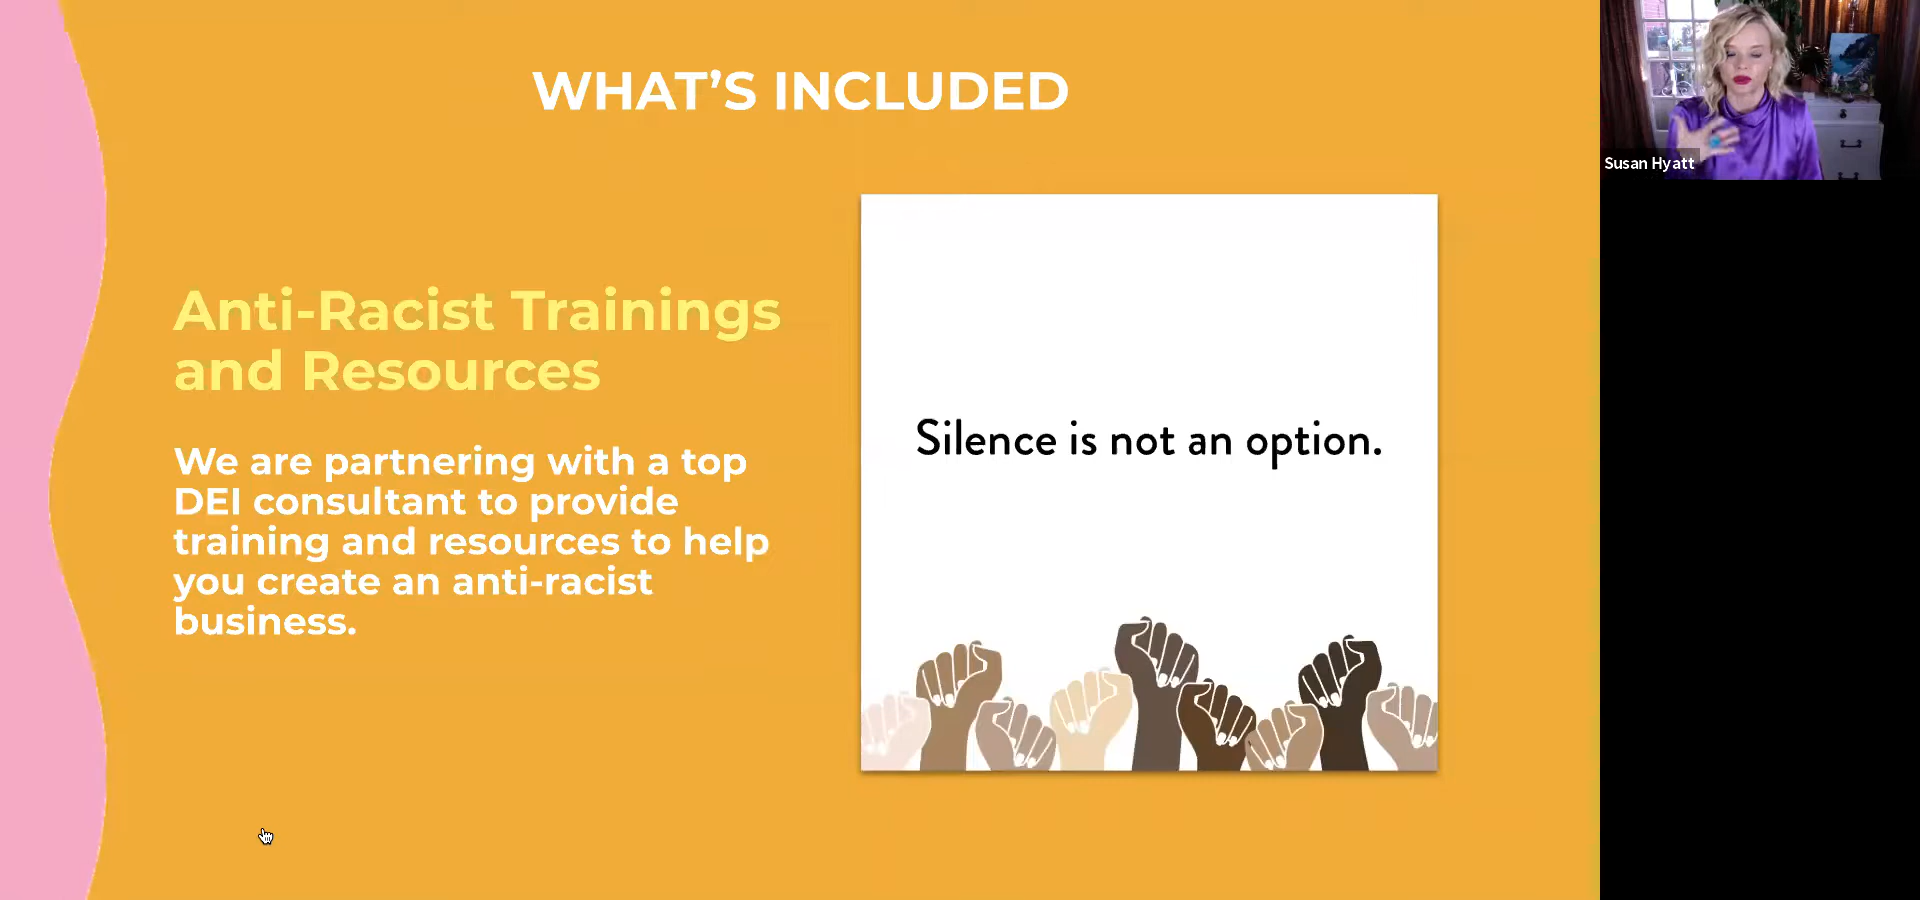 WHAT’S INCLUDED
Anti-Racist Trainings
and Resources
We are partnering with a top
DEI consultant to provide
training and resources to help
you create an anti-racist
business.
Silence is not an option.
Susan Hyatt